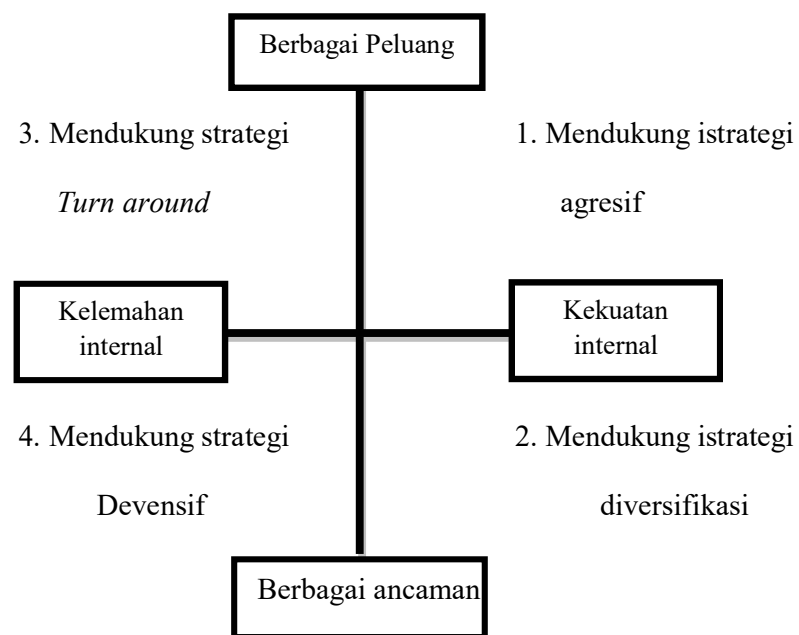 Berbagai Peluang
3. Mendukung strategi
Turn around
1. Mendukung istrategi
agresif
Kelemahan
internal
Kekuatan
internal
4. Mendukung strategi
Devensif
2. Mendukung istrategi
diversifikasi
Berbagai ancaman